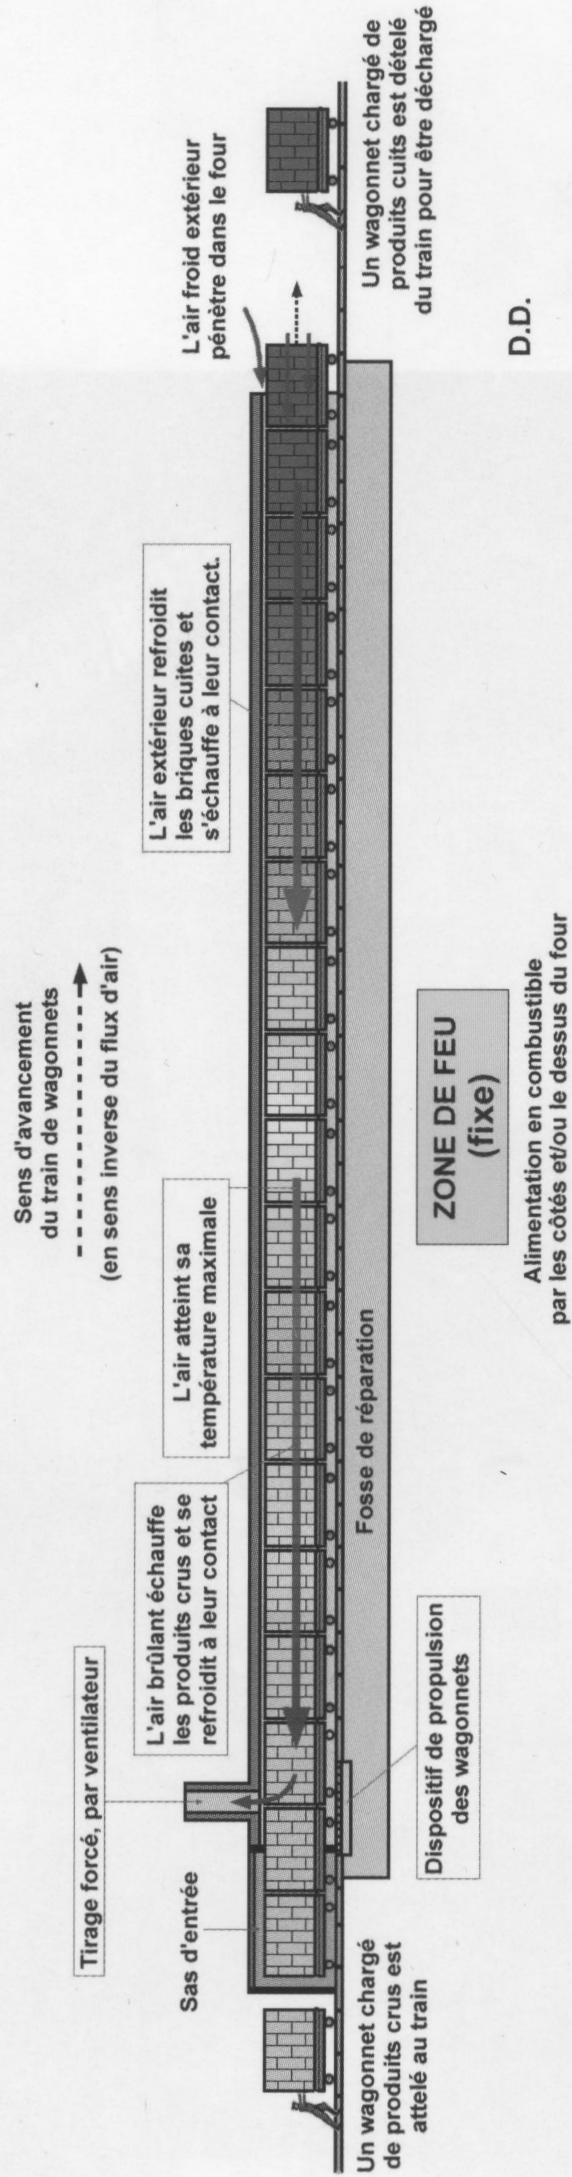 Sens d'avancement
du train de wagonnets
(en sens inverse du flux d'air)
Tirage forcé, par ventilateur
Sas d'entrée
L'air brûlant échauffe
les produits crus et se
refroidit à leur contact
L'air atteint sa
température maximale
L'air extérieur refroidit
les briques cuites et
s'échauffe à leur contact.
L'air froid extérieur
pénètre dans le four
Un wagonnet chargé
de produits crus est
attelé au train
Dispositif de propulsion
des wagonnets
Fosse de réparation
ZONE DE FEU
(fixe)
Alimentation en combustible
par les côtés et/ou le dessus du four
Un wagonnet chargé de
produits cuits est dételé
du train pour être déchargé
D.D.